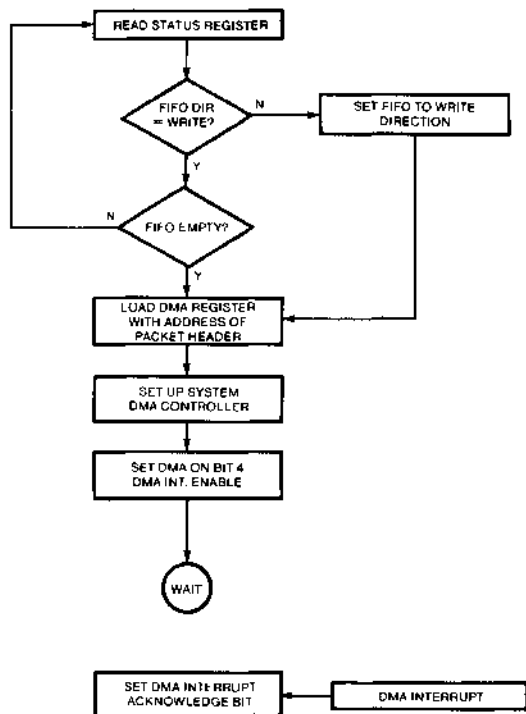 READ STATUS REGISTER
FIFO DIR
= WRITE?
N
SET FIFO TO WRITE
DIRECTION
Y
N
FIFO EMPTY?
Y
LOAD DMA REGISTER
WITH ADDRESS OF
PACKET HEADER
SET UP SYSTEM
DMA CONTROLLER
SET DMA ON BIT 4
DMA INT. ENABLE
WAIT
SET DMA INTERRUPT
ACKNOWLEDGE BIT
DMA INTERRUPT